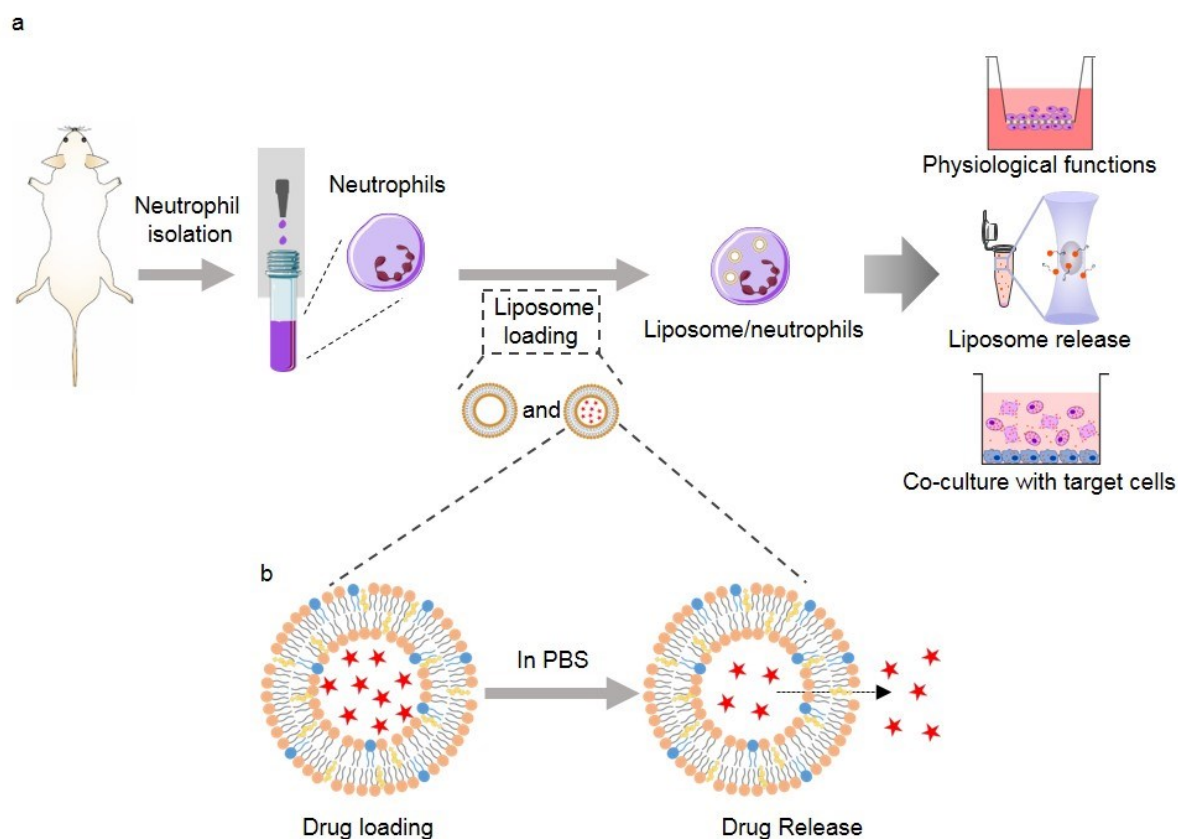 a
Neutrophil
isolation
Neutrophils
Liposome
loading
and
Liposome/neutrophils
Physiological functions
Liposome release
Co-culture with target cells
b
In PBS
Drug loading
Drug Release